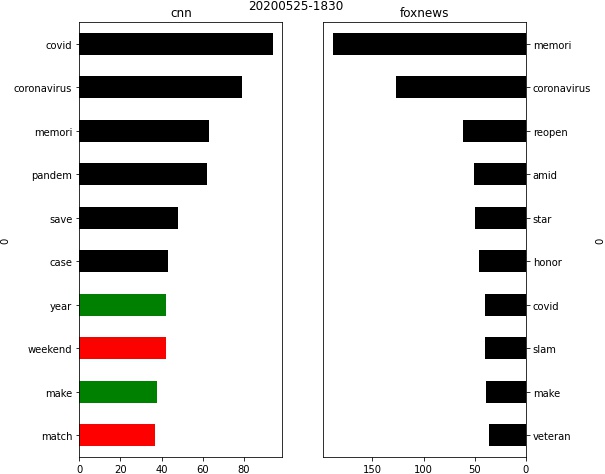 20200525-1830
cnn
foxnews
covid
coronavirus
memori
pandem
save
case
year
weekend
make
match
0
0 20 40 60 80
memori
coronavirus
reopen
amid
star
honor
covid
slam
make
veteran
0
150 100 50 0